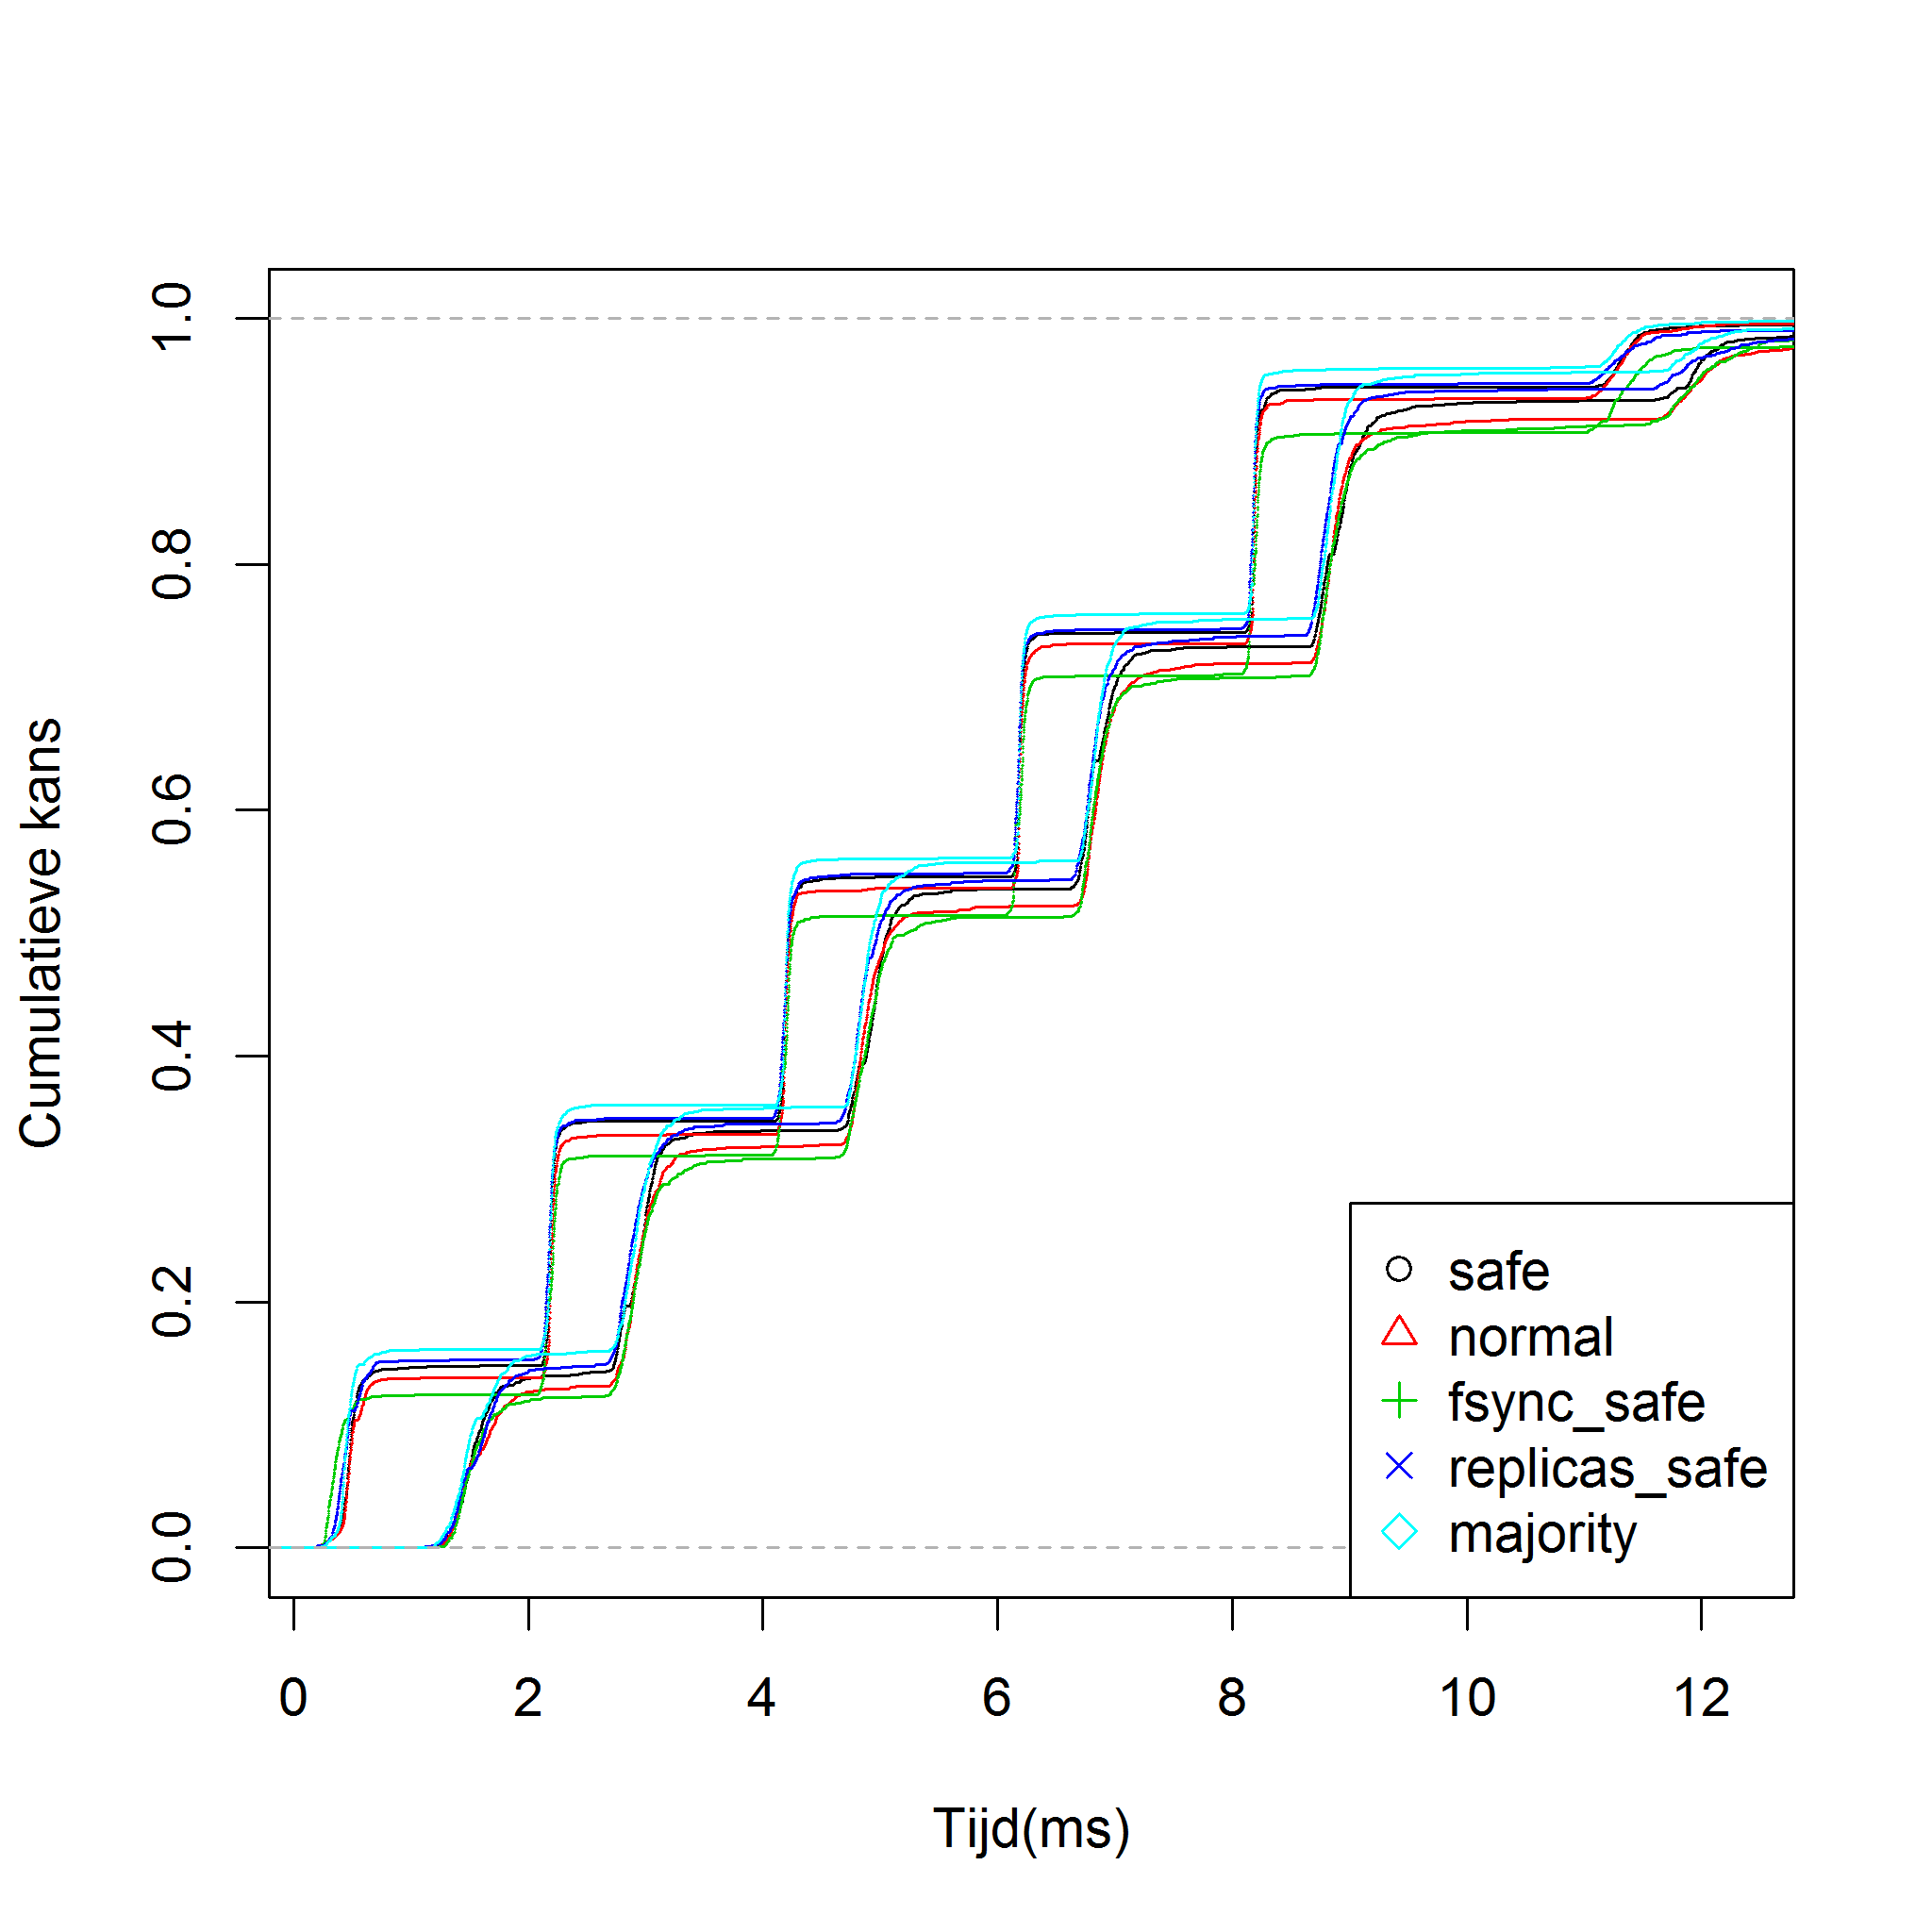 Cumulatieve kans
1.0
0.8
0.6
0.4
0.2
0.0
safe
normal
fsync_safe
replicas_safe
majority
0 2 4 6 8 10 12
Tijd(ms)